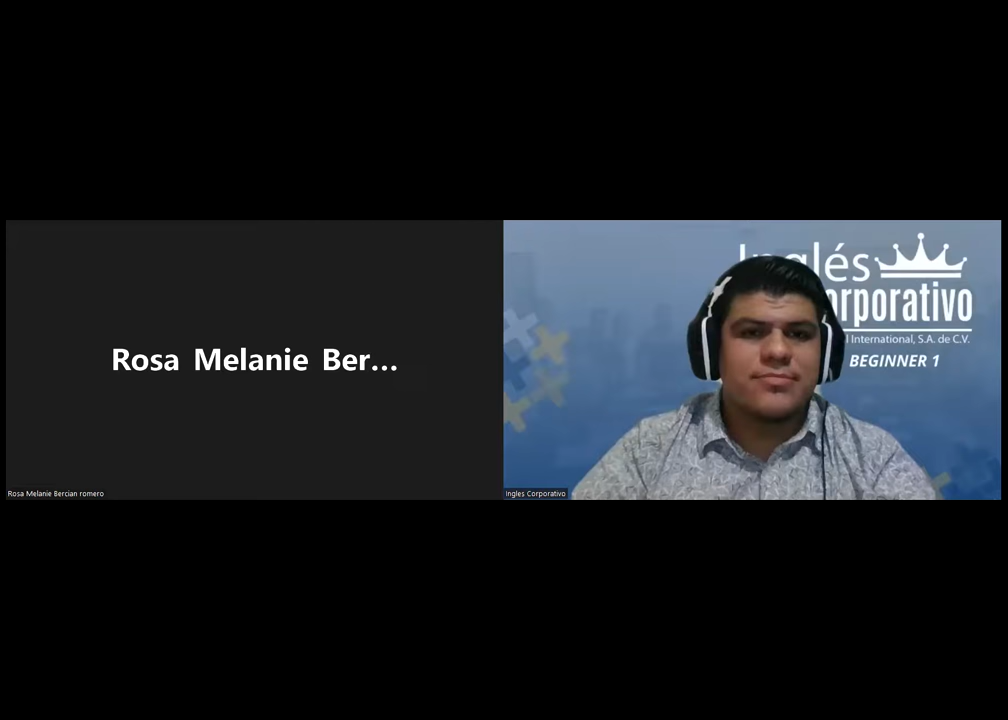 Rosa Melanie Ber...
Rosa Melanie Bercian romero
Inglés
orporativo
l International, S.A. de C.V.
BEGINNER 1
Ingles Corporativo